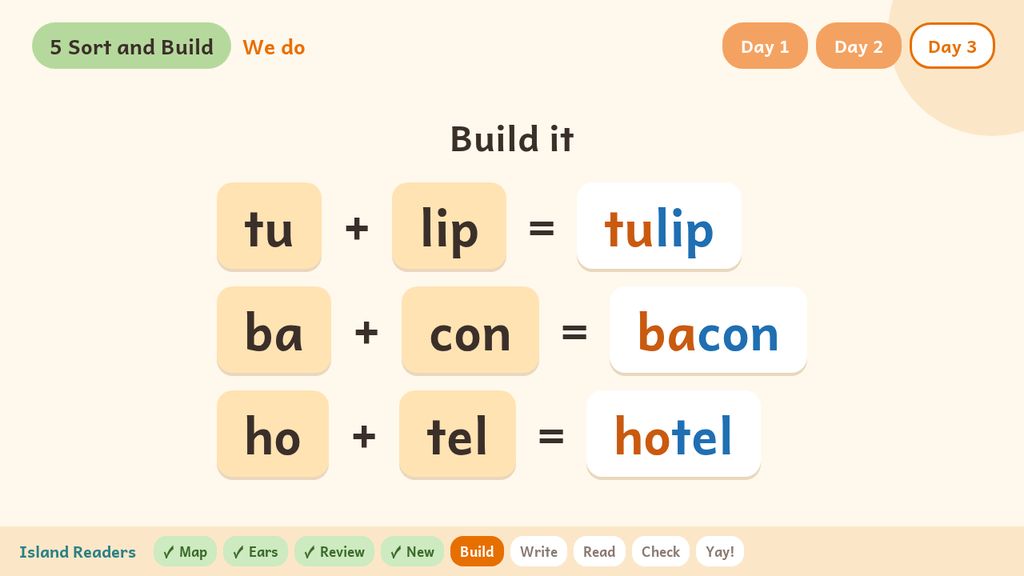 5 Sort and Build We do Day 1 Day 2 Day 3
Build it
tu + lip = tulip
ba + con = bacon
ho + tel = hotel
Island Readers ✓ Map ✓ Ears ✓ Review ✓ New Build Write Read Check Yay!